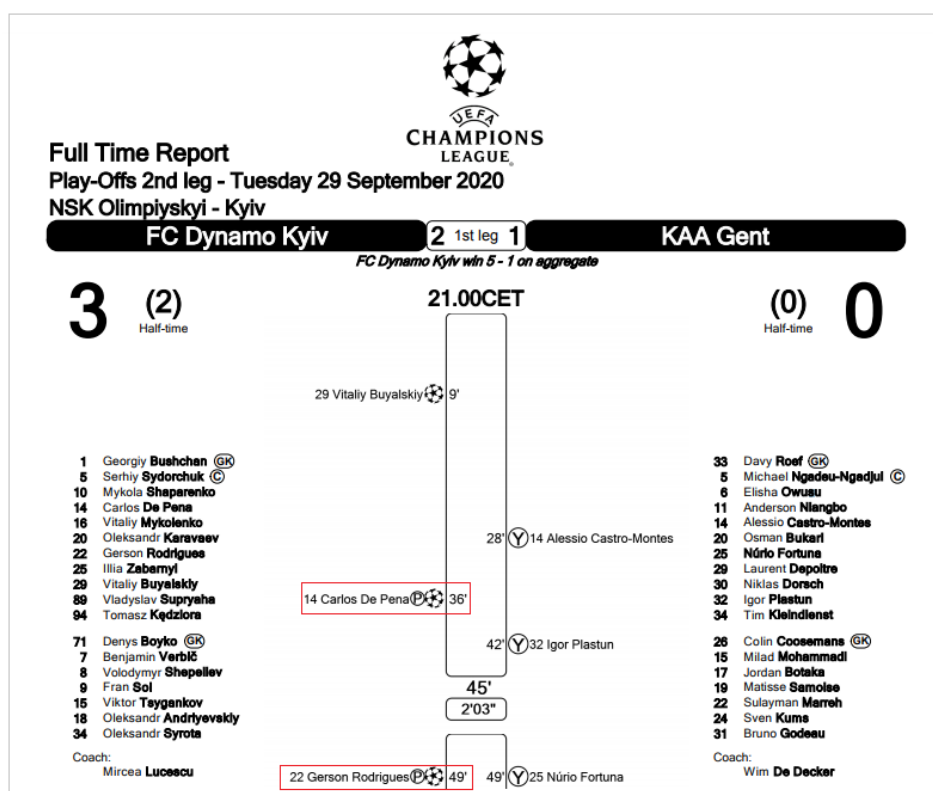 UEFA
CHAMPIONS
LEAGUE
Full Time Report
Play-Offs 2nd leg - Tuesday 29 September 2020
NSK Olimpiyskyi - Kyiv
FC Dynamo Kyiv 2 1st leg 1 KAA Gent
FC Dynamo Kyiv win 5 - 1 on aggregate
3 (2) 21.00CET (0) 0
Half-time Half-time
29 Vitaliy Buyalskiy 9'
1 Georgiy Bushchan GK
5 Serhiy Sydorchuk C
10 Mykola Shaparenko
14 Carlos De Pena
16 Vitaliy Mykolenko
20 Oleksandr Karavaev
22 Gerson Rodrigues
25 Illia Zabarnyi
29 Vitaliy Buyalskiy
89 Vladyslav Supryaha
94 Tomasz Kędziora
33 Davy Roef GK
5 Michael Ngadeu-Ngadjui C
6 Elisha Owusu
11 Anderson Niangbo
14 Alessio Castro-Montes
20 Osman Bukari
25 Núrio Fortuna
29 Laurent Depoitre
30 Niklas Dorsch
32 Igor Plastun
34 Tim Kleindienst
28' Y 14 Alessio Castro-Montes
14 Carlos De Pena P 36'
42' Y 32 Igor Plastun
71 Denys Boyko GK
7 Benjamin Verbič
8 Volodymyr Shepeliev
9 Fran Sol
15 Viktor Tsygankov
18 Oleksandr Andriyevskiy
34 Oleksandr Syrota
Coach:
Mircea Lucescu
26 Colin Coosemans GK
15 Milad Mohammadi
17 Jordan Botaka
19 Matisse Samoise
22 Sulayman Marreh
24 Sven Kums
31 Bruno Godeau
Coach:
Wim De Decker
45'
2'03"
22 Gerson Rodrigues P 49' 49' Y 25 Núrio Fortuna